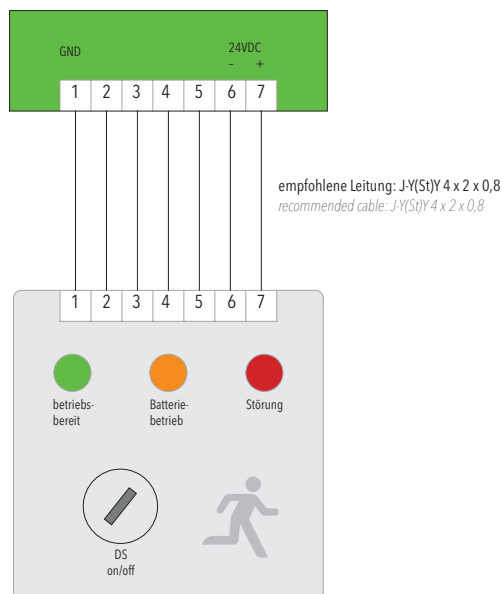 GND 24VDC
– +
1 2 3 4 5 6 7
empfohlene Leitung: J-Y(St)Y 4 x 2 x 0,8
recommended cable: J-Y(St)Y 4 x 2 x 0,8
1 2 3 4 5 6 7
betriebs- Batterie- Störung
bereit betrieb
DS
on/off